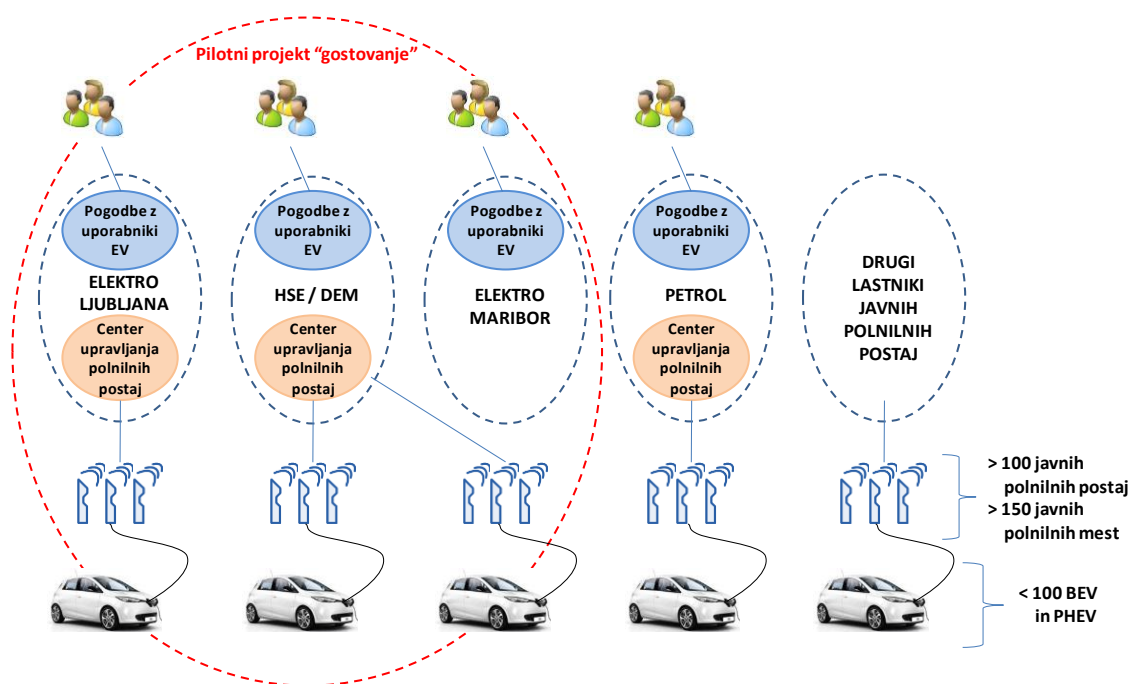 Pilotni projekt “gostovanje”
Pogodbe z
uporabniki
EV
ELEKTRO
LJUBLJANA
Center
upravljanja
polnilnih
postaj
Pogodbe z
uporabniki
EV
HSE / DEM
Center
upravljanja
polnilnih
postaj
Pogodbe z
uporabniki
EV
ELEKTRO
MARIBOR
Pogodbe z
uporabniki
EV
PETROL
Center
upravljanja
polnilnih
postaj
DRUGI
LASTNIKI
JAVNIH
POLNILNIH
POSTAJ
> 100 javnih
polnilnih postaj
> 150 javnih
polnilnih mest
< 100 BEV
in PHEV